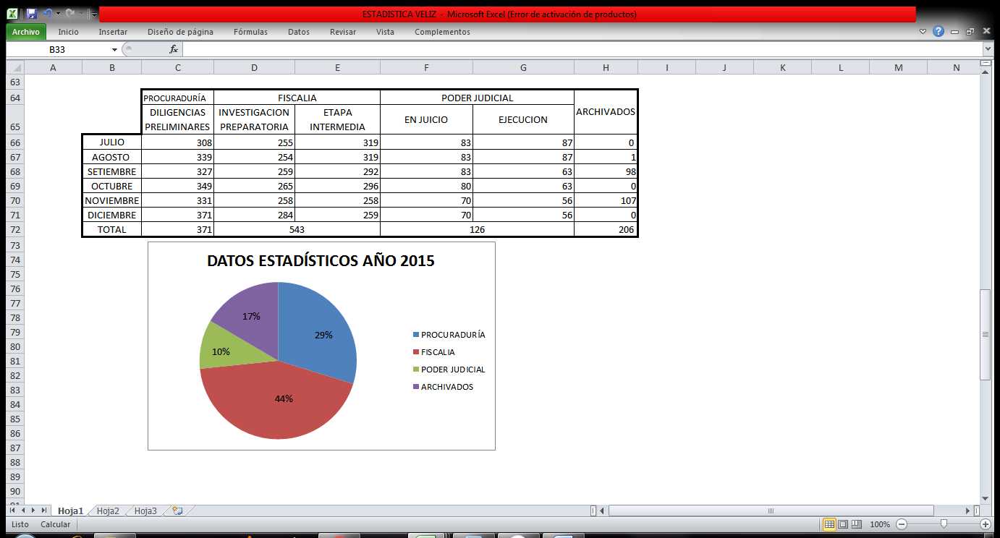 ESTADISTICA VELIZ - Microsoft Excel (Error de activación de productos)
Archivo Inicio Insertar Diseño de página Fórmulas Datos Revisar Vista Complementos
B33 fx
A B C D E F G H I J K L M N
63
64 PROCURADURÍA FISCALIA PODER JUDICIAL ARCHIVADOS
65 DILIGENCIAS PRELIMINARES INVESTIGACION PREPARATORIA ETAPA INTERMEDIA EN JUICIO EJECUCION
66 JULIO 308 255 319 83 87 0
67 AGOSTO 339 254 319 83 87 1
68 SETIEMBRE 327 259 292 83 63 98
69 OCTUBRE 349 265 296 80 63 0
70 NOVIEMBRE 331 258 258 70 56 107
71 DICIEMBRE 371 284 259 70 56 0
72 TOTAL 371 543 126 206
73
74 DATOS ESTADÍSTICOS AÑO 2015
75
76
77
78 17%
79 29% PROCURADURÍA
80 10% FISCALIA
81 PODER JUDICIAL
82 ARCHIVADOS
83 44%
84
85
86
87
88
89
90
Hoja1 Hoja2 Hoja3
Listo Calcular 100%